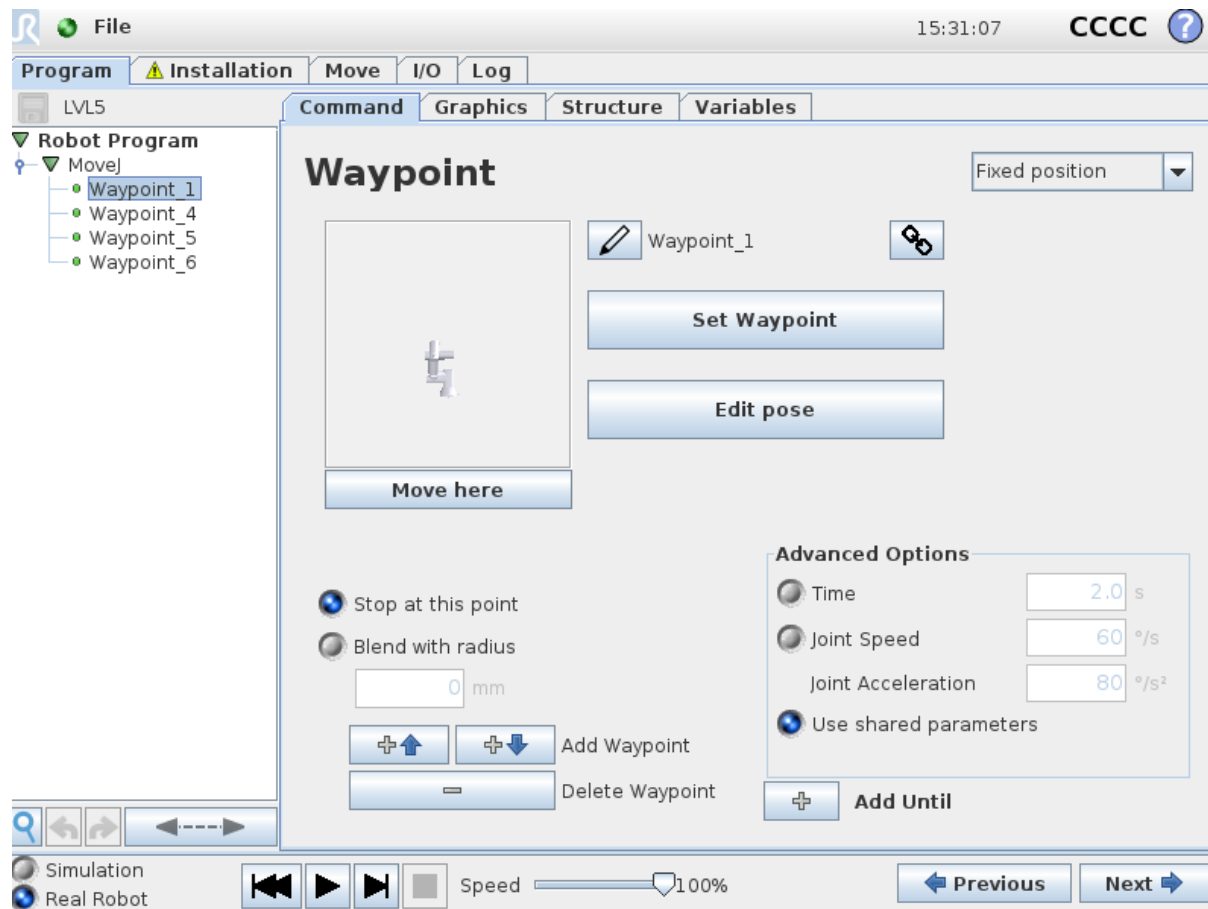 File 15:31:07 CCCC ?
Program Installation Move I/O Log
LVL5 Command Graphics Structure Variables
Robot Program
MoveJ
Waypoint_1
Waypoint_4
Waypoint_5
Waypoint_6
Waypoint Fixed position
Waypoint_1
Set Waypoint
Edit pose
Move here
Stop at this point
Blend with radius
0 mm
Add Waypoint
Delete Waypoint
Advanced Options
Time 2.0 s
Joint Speed 60 °/s
Joint Acceleration 80 °/s²
Use shared parameters
Add Until
Simulation
Real Robot
Speed 100%
Previous Next